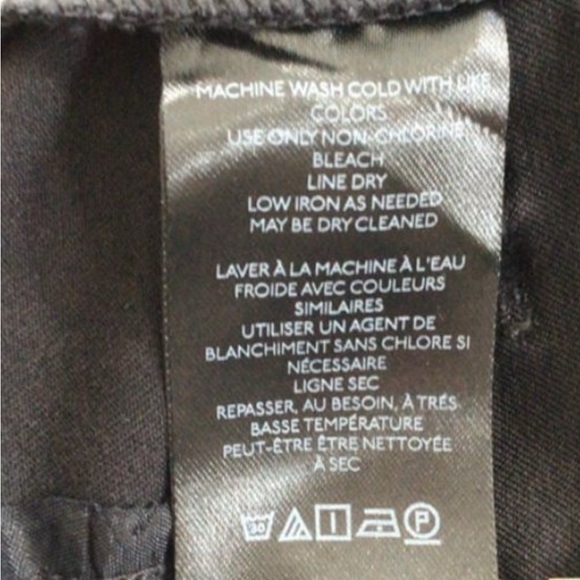 MACHINE WASH COLD WITH LIKE
COLORS
USE ONLY NON-CHLORINE
BLEACH
LINE DRY
LOW IRON AS NEEDED
MAY BE DRY CLEANED
LAVER À LA MACHINE À L'EAU
FROIDE AVEC COULEURS
SIMILAIRES
UTILISER UN AGENT DE
BLANCHIMENT SANS CHLORE SI
NÉCESSAIRE
LIGNE SEC
REPASSER, AU BESOIN, À TRÉS
BASSE TEMPÉRATURE
PEUT-ÊTRE ÊTRE NETTOYÉE
À SEC
30 P